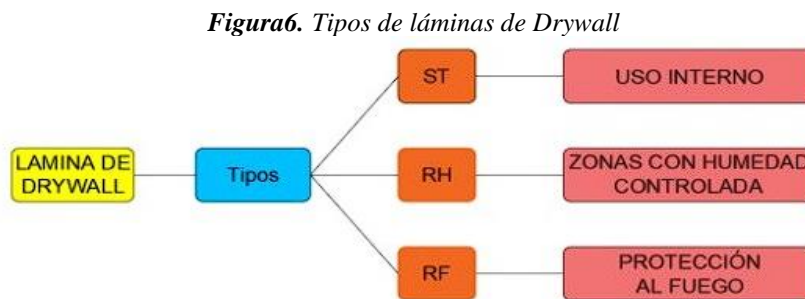 Figura6. Tipos de láminas de Drywall
LAMINA DE
DRYWALL
Tipos
ST
USO INTERNO
RH
ZONAS CON HUMEDAD
CONTROLADA
RF
PROTECCIÓN
AL FUEGO